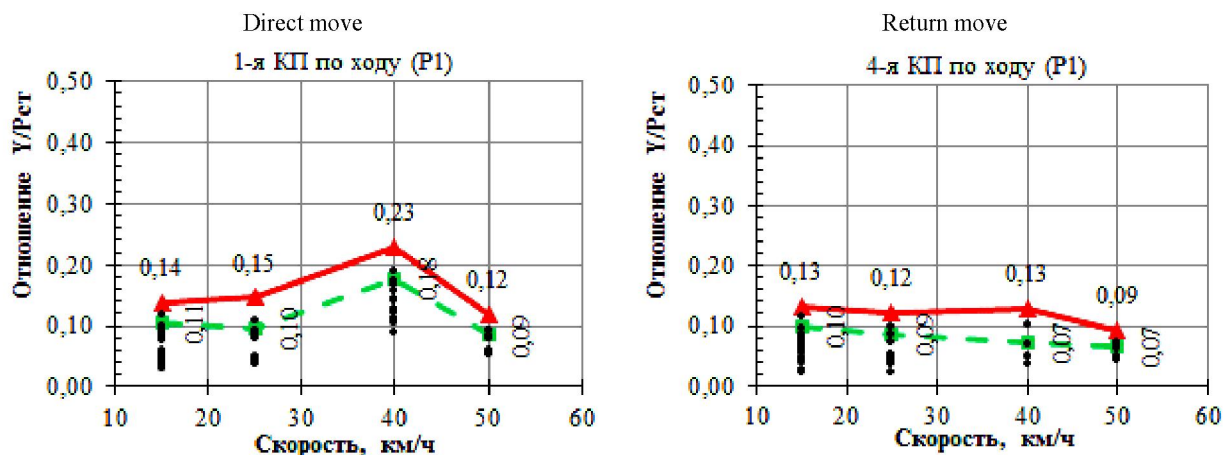 Direct move
1-я КП по ходу (P1)
Отношение Y/Pст
0,50
0,40
0,30
0,20
0,10
0,00
0,14
0,15
0,23
0,12
0,11
0,10
0,18
0,09
10 20 30 40 50 60
Скорость, км/ч
Return move
4-я КП по ходу (P1)
Отношение Y/Pст
0,50
0,40
0,30
0,20
0,10
0,00
0,13
0,12
0,13
0,09
0,10
0,09
0,07
0,07
10 20 30 40 50 60
Скорость, км/ч